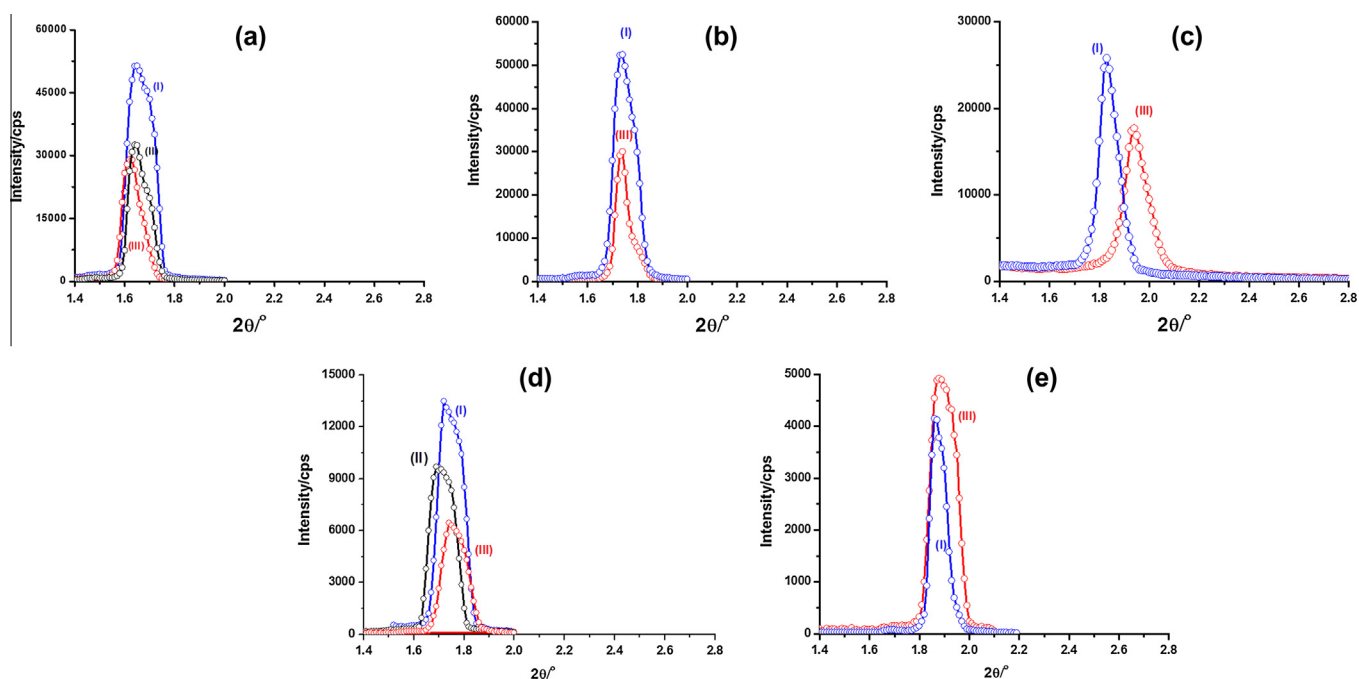 (a)
60000
45000
30000
15000
0
Intensity/cps
(I)
(II)
(III)
1.4 1.6 1.8 2.0 2.2 2.4 2.6 2.8
2θ/°
(b)
60000
50000
40000
30000
20000
10000
0
Intensity/cps
(I)
(III)
1.4 1.6 1.8 2.0 2.2 2.4 2.6 2.8
2θ/°
(c)
30000
20000
10000
0
Intensity/cps
(I)
(III)
1.4 1.6 1.8 2.0 2.2 2.4 2.6 2.8
2θ/°
(d)
15000
12000
9000
6000
3000
0
Intensity/cps
(I)
(II)
(III)
1.4 1.6 1.8 2.0 2.2 2.4 2.6 2.8
2θ/°
(e)
5000
4000
3000
2000
1000
0
Intensity/cps
(III)
(I)
1.4 1.6 1.8 2.0 2.2 2.4 2.6 2.8
2θ/°